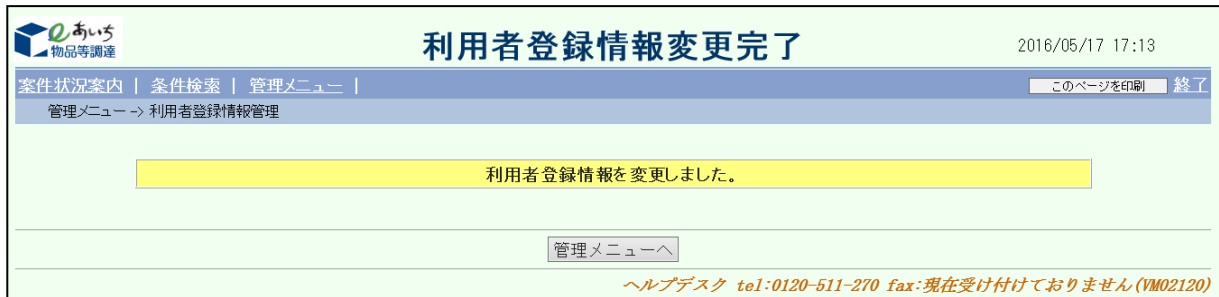 eあいち
物品等調達
利用者登録情報変更完了
2016/05/17 17:13
案件状況案内 | 条件検索 | 管理メニュー |
このページを印刷 終了
管理メニュー -> 利用者登録情報管理
利用者登録情報を変更しました。
管理メニューへ
ヘルプデスク tel:0120-511-270 fax:現在受け付けておりません(VM02120)